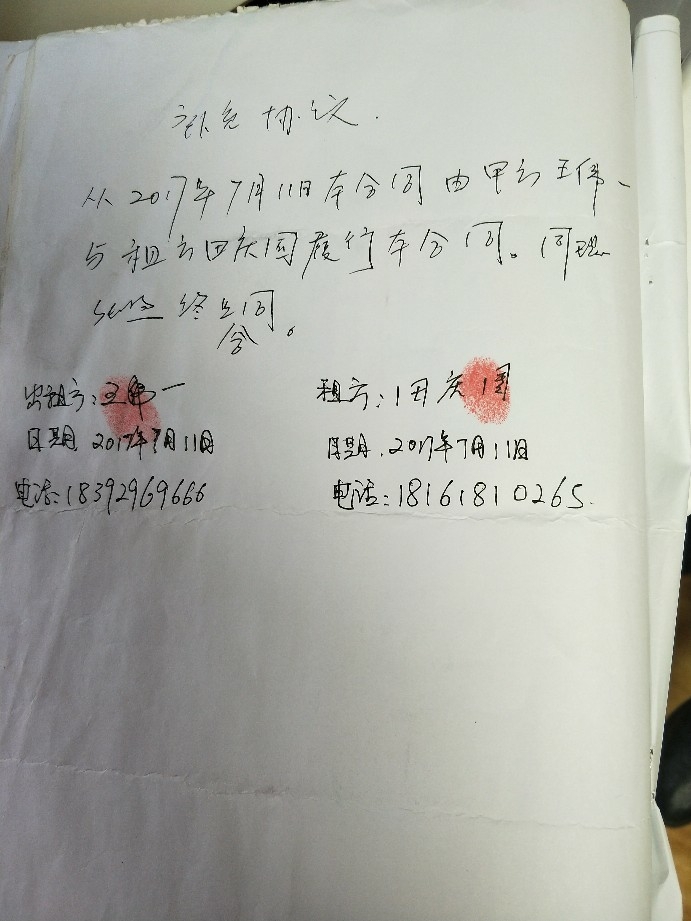 补充协议.
从2017年7月11日本合同由甲方王伟一
与租方田庆国履行本合同。同
终止合同。
出租方:王伟一
租方:田庆国
日期 2017年7月11日
日期.2017年7月11日
电话:18392969666
电话:18161810265.